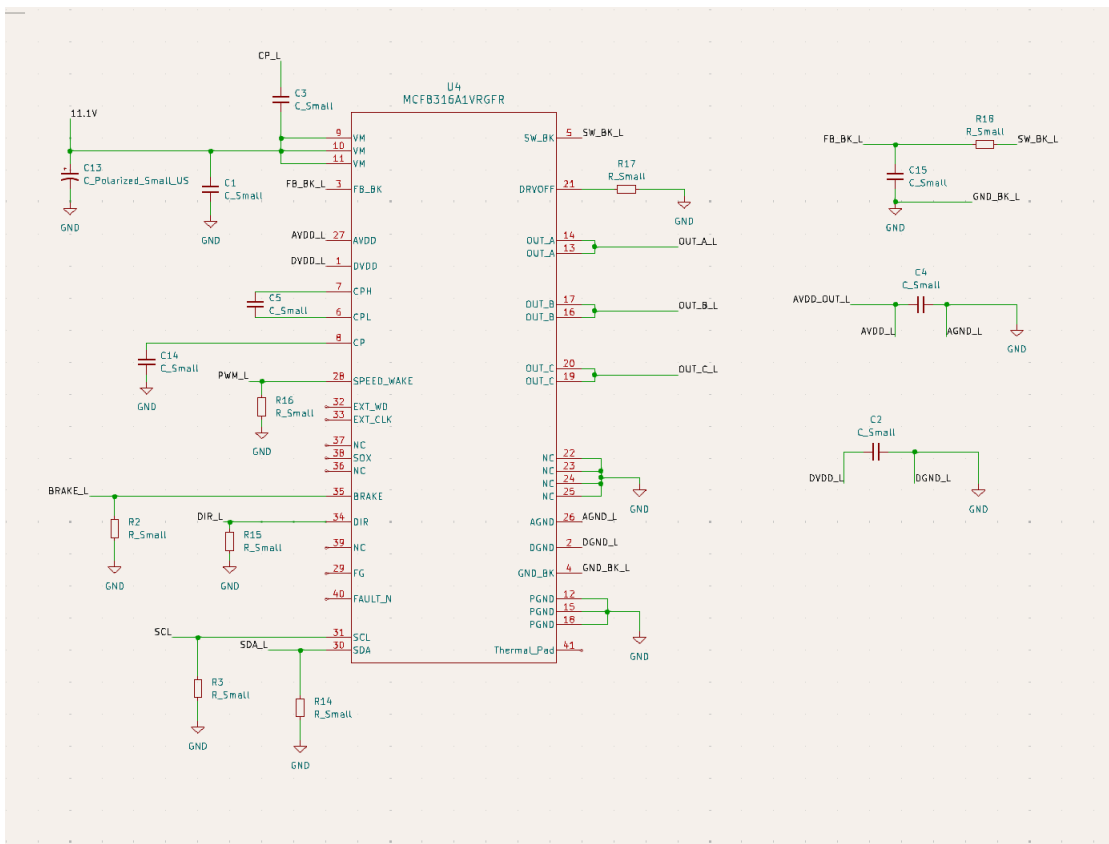 CP_L
C3
C_Small
U4
MCF8316A1VRGFR
11.1V
C13
C_Polarized_Small_US
GND
C1
C_Small
GND
9 VM
10 VM
11 VM
FB_BK_L 3 FB_BK
AVDD_L 27 AVDD
DVDD_L 1 DVDD
7 CPH
C5
C_Small
6 CPL
8 CP
C14
C_Small
GND
PWM_L 28 SPEED_WAKE
R16
R_Small
GND
32 EXT_WD
33 EXT_CLK
37 NC
38 SOX
36 NC
BRAKE_L 35 BRAKE
R2
R_Small
GND
DIR_L 34 DIR
R15
R_Small
GND
39 NC
29 FG
40 FAULT_N
SCL 31 SCL
SDA_L 30 SDA
R3
R_Small
GND
R14
R_Small
GND
SW_BK 5 SW_BK_L
R17
R_Small
DRVOFF 21
GND
OUT_A 14
OUT_A 13
OUT_A_L
OUT_B 17
OUT_B 16
OUT_B_L
OUT_C 20
OUT_C 19
OUT_C_L
NC 22
NC 23
NC 24
NC 25
GND
AGND 26 AGND_L
DGND 2 DGND_L
GND_BK 4 GND_BK_L
PGND 12
PGND 15
PGND 18
GND
Thermal_Pad 41
R18
R_Small
FB_BK_L
SW_BK_L
C15
C_Small
GND_BK_L
GND
C4
C_Small
AVDD_OUT_L
AVDD_L
AGND_L
GND
C2
C_Small
DVDD_L
DGND_L
GND